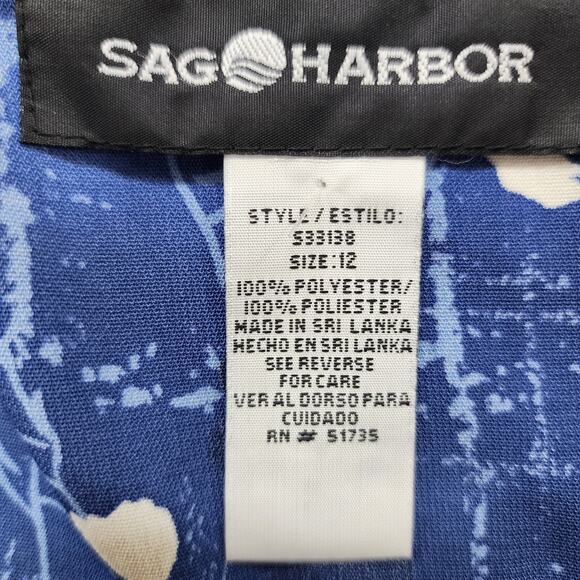 SAG HARBOR
STYLE/ESTILO:
S33138
SIZE:12
100% POLYESTER/
100% POLIESTER
MADE IN SRI LANKA
HECHO EN SRI LANKA
SEE REVERSE
FOR CARE
VER AL DORSO PARA
CUIDADO
RN # 51735